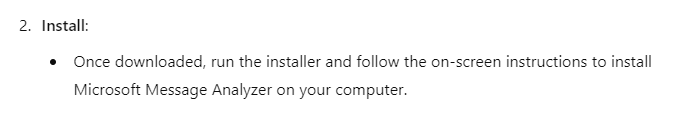 2. Install:
• Once downloaded, run the installer and follow the on-screen instructions to install
Microsoft Message Analyzer on your computer.